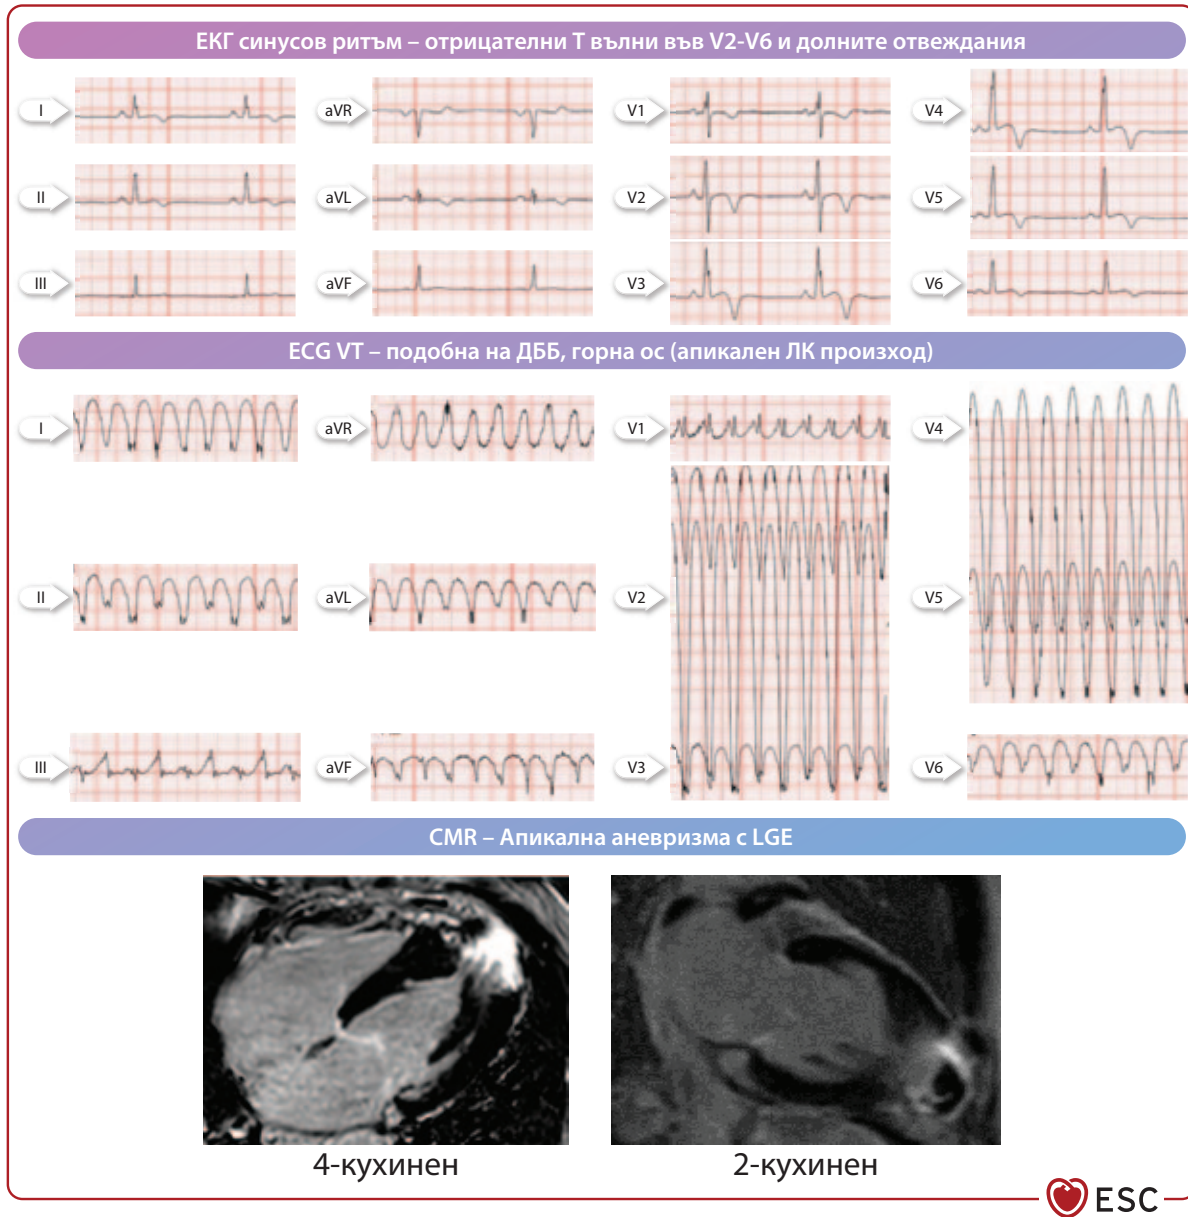 ЕКГ синусов ритъм – отрицателни Т вълни във V2-V6 и долните отвеждания
I
aVR
V1
V4
II
aVL
V2
V5
III
aVF
V3
V6
ECG VT – подобна на ДББ, горна ос (апикален ЛК произход)
I
aVR
V1
V4
II
aVL
V2
V5
III
aVF
V3
V6
CMR – Апикална аневризма с LGE
4-кухинен
2-кухинен
ESC